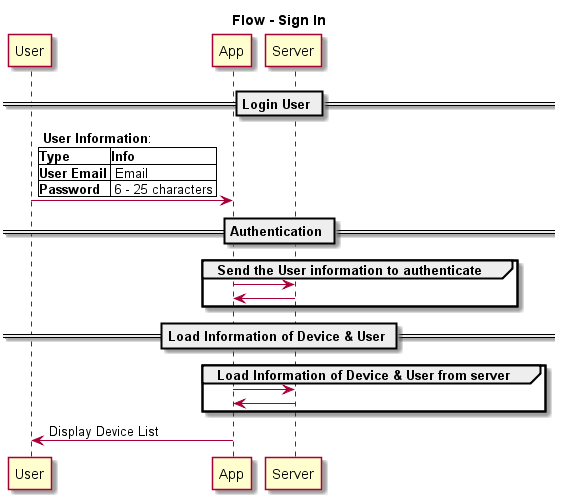 Flow - Sign In
User App Server
Login User
User Information:
Type Info
User Email Email
Password 6 - 25 characters
Authentication
Send the User information to authenticate
Load Information of Device & User
Load Information of Device & User from server
Display Device List
User App Server